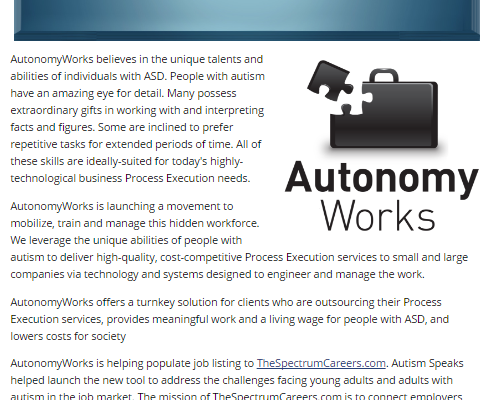 AutonomyWorks believes in the unique talents and
abilities of individuals with ASD. People with autism
have an amazing eye for detail. Many possess
extraordinary gifts in working with and interpreting
facts and figures. Some are inclined to prefer
repetitive tasks for extended periods of time. All of
these skills are ideally-suited for today's highly-
technological business Process Execution needs.
Autonomy
Works
AutonomyWorks is launching a movement to
mobilize, train and manage this hidden workforce.
We leverage the unique abilities of people with
autism to deliver high-quality, cost-competitive Process Execution services to small and large
companies via technology and systems designed to engineer and manage the work.
AutonomyWorks offers a turnkey solution for clients who are outsourcing their Process
Execution services, provides meaningful work and a living wage for people with ASD, and
lowers costs for society
AutonomyWorks is helping populate job listing to TheSpectrumCareers.com. Autism Speaks
helped launch the new tool to address the challenges facing young adults and adults with
autism in the job market. The mission of TheSpectrumCareers.com is to connect employers